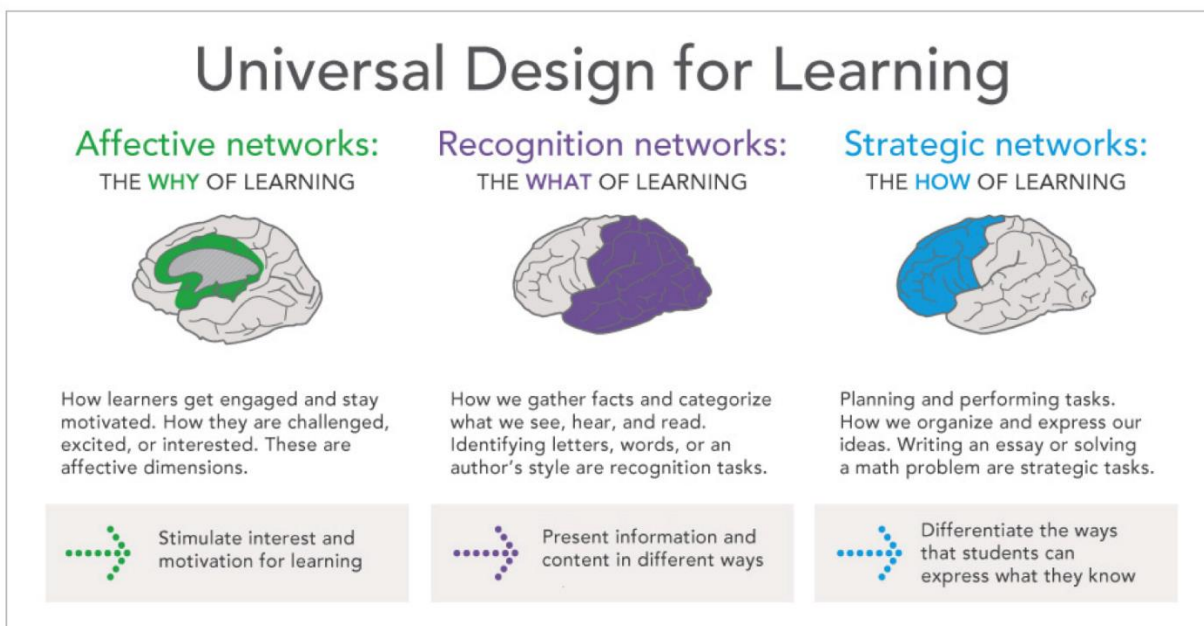 Universal Design for Learning
Affective networks:
THE WHY OF LEARNING
How learners get engaged and stay
motivated. How they are challenged,
excited, or interested. These are
affective dimensions.
Stimulate interest and
motivation for learning
Recognition networks:
THE WHAT OF LEARNING
How we gather facts and categorize
what we see, hear, and read.
Identifying letters, words, or an
author's style are recognition tasks.
Present information and
content in different ways
Strategic networks:
THE HOW OF LEARNING
Planning and performing tasks.
How we organize and express our
ideas. Writing an essay or solving
a math problem are strategic tasks.
Differentiate the ways
that students can
express what they know